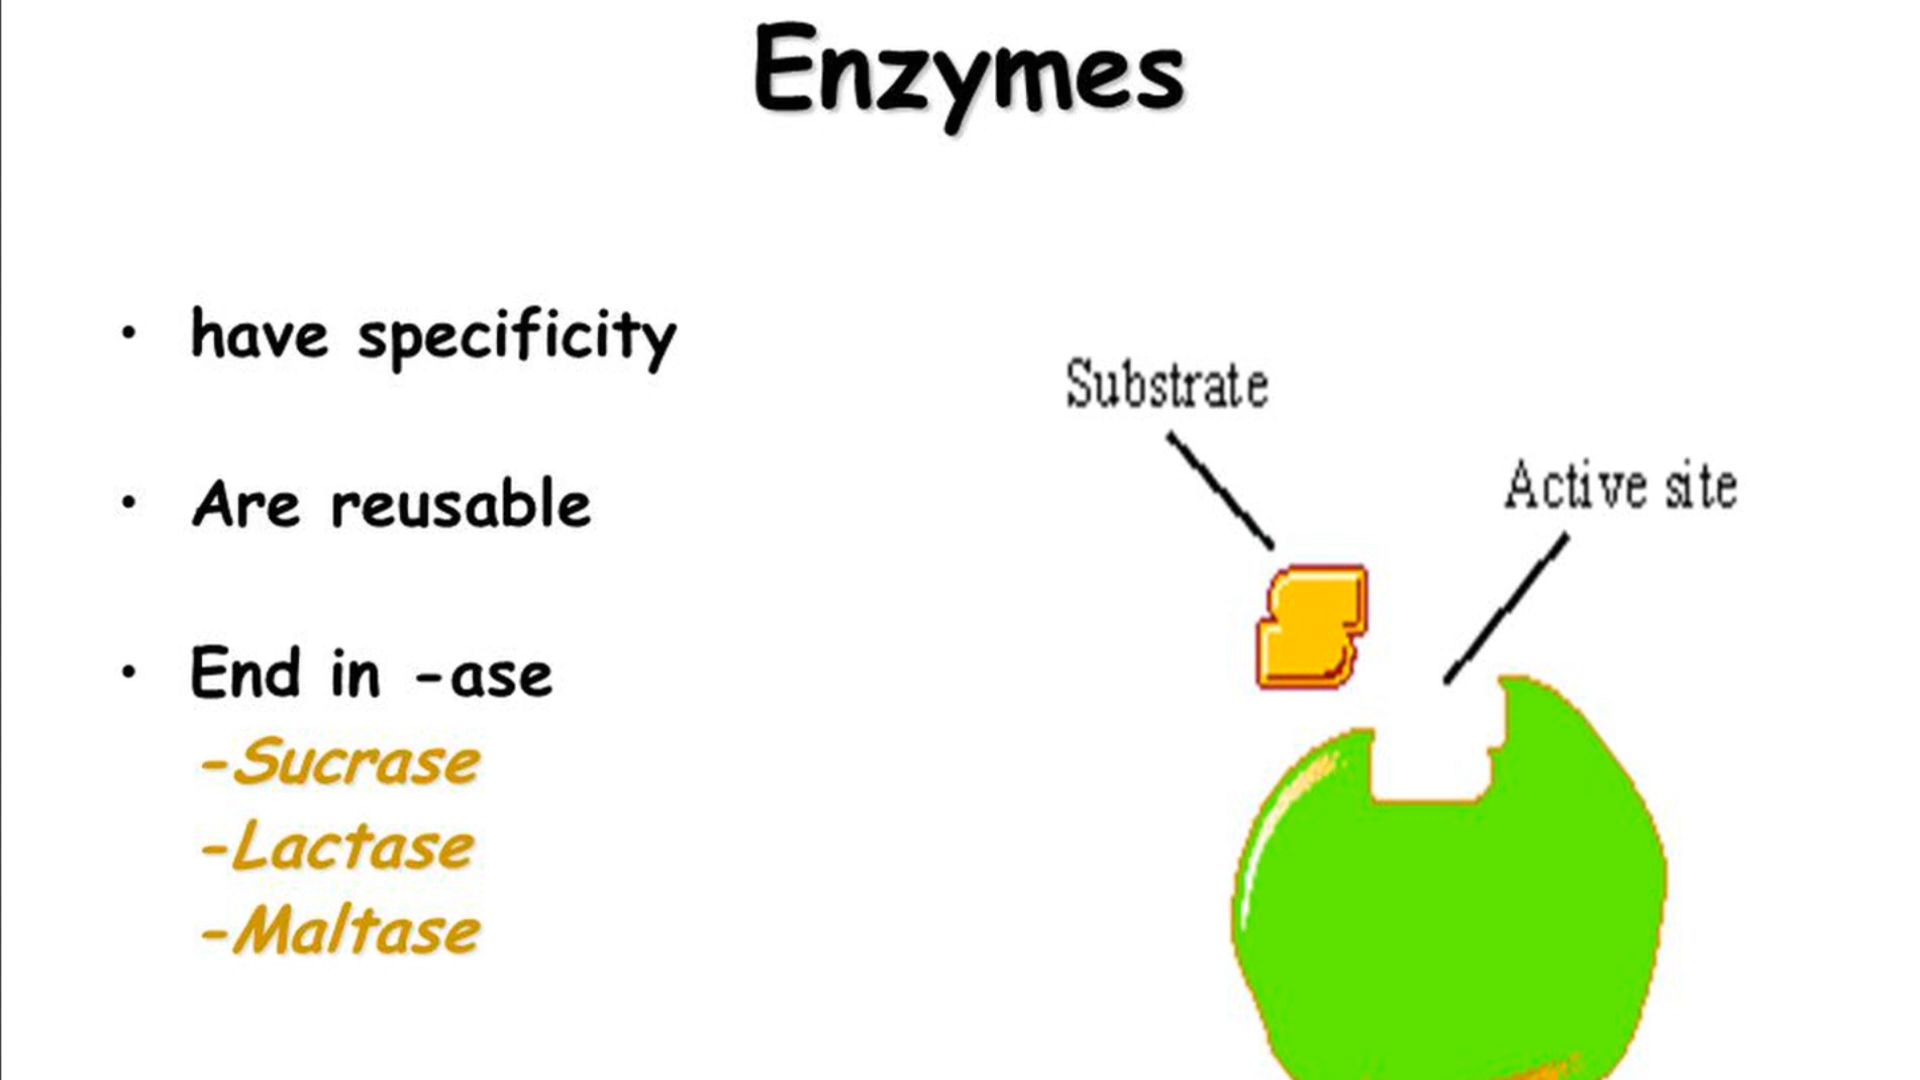 Enzymes
• have specificity
• Are reusable
• End in -ase
-Sucrase
-Lactase
-Maltase
Substrate
Active site